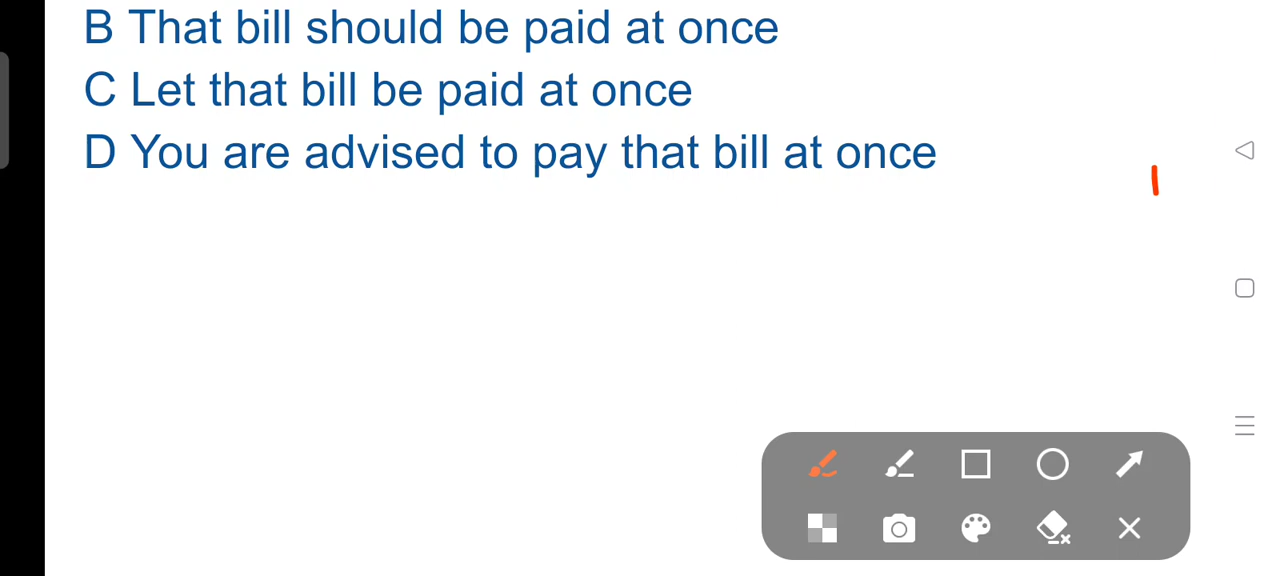 B That bill should be paid at once
C Let that bill be paid at once
D You are advised to pay that bill at once